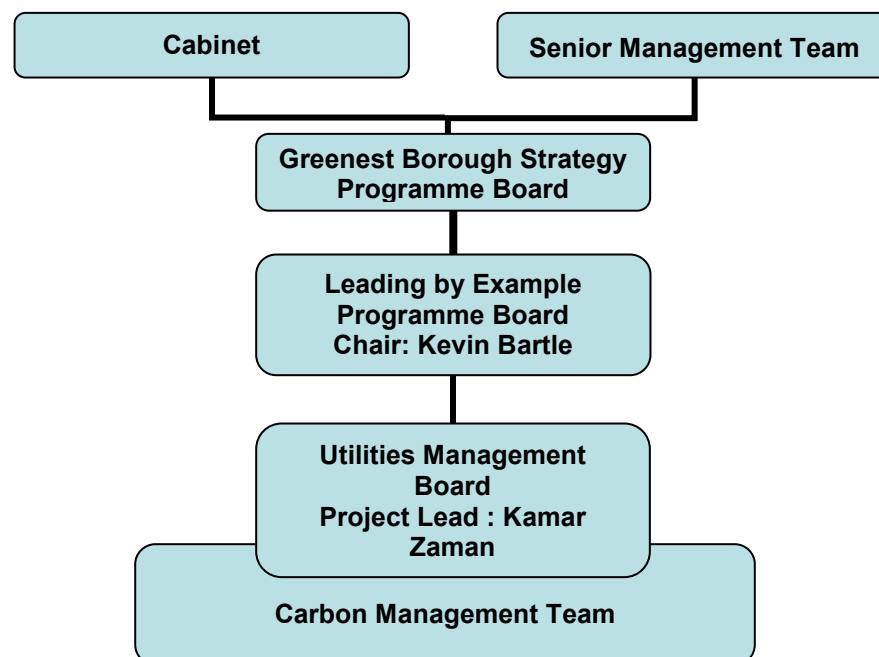 Cabinet
Senior Management Team
Greenest Borough Strategy
Programme Board
Leading by Example
Programme Board
Chair: Kevin Bartle
Utilities Management
Board
Project Lead : Kamar
Zaman
Carbon Management Team